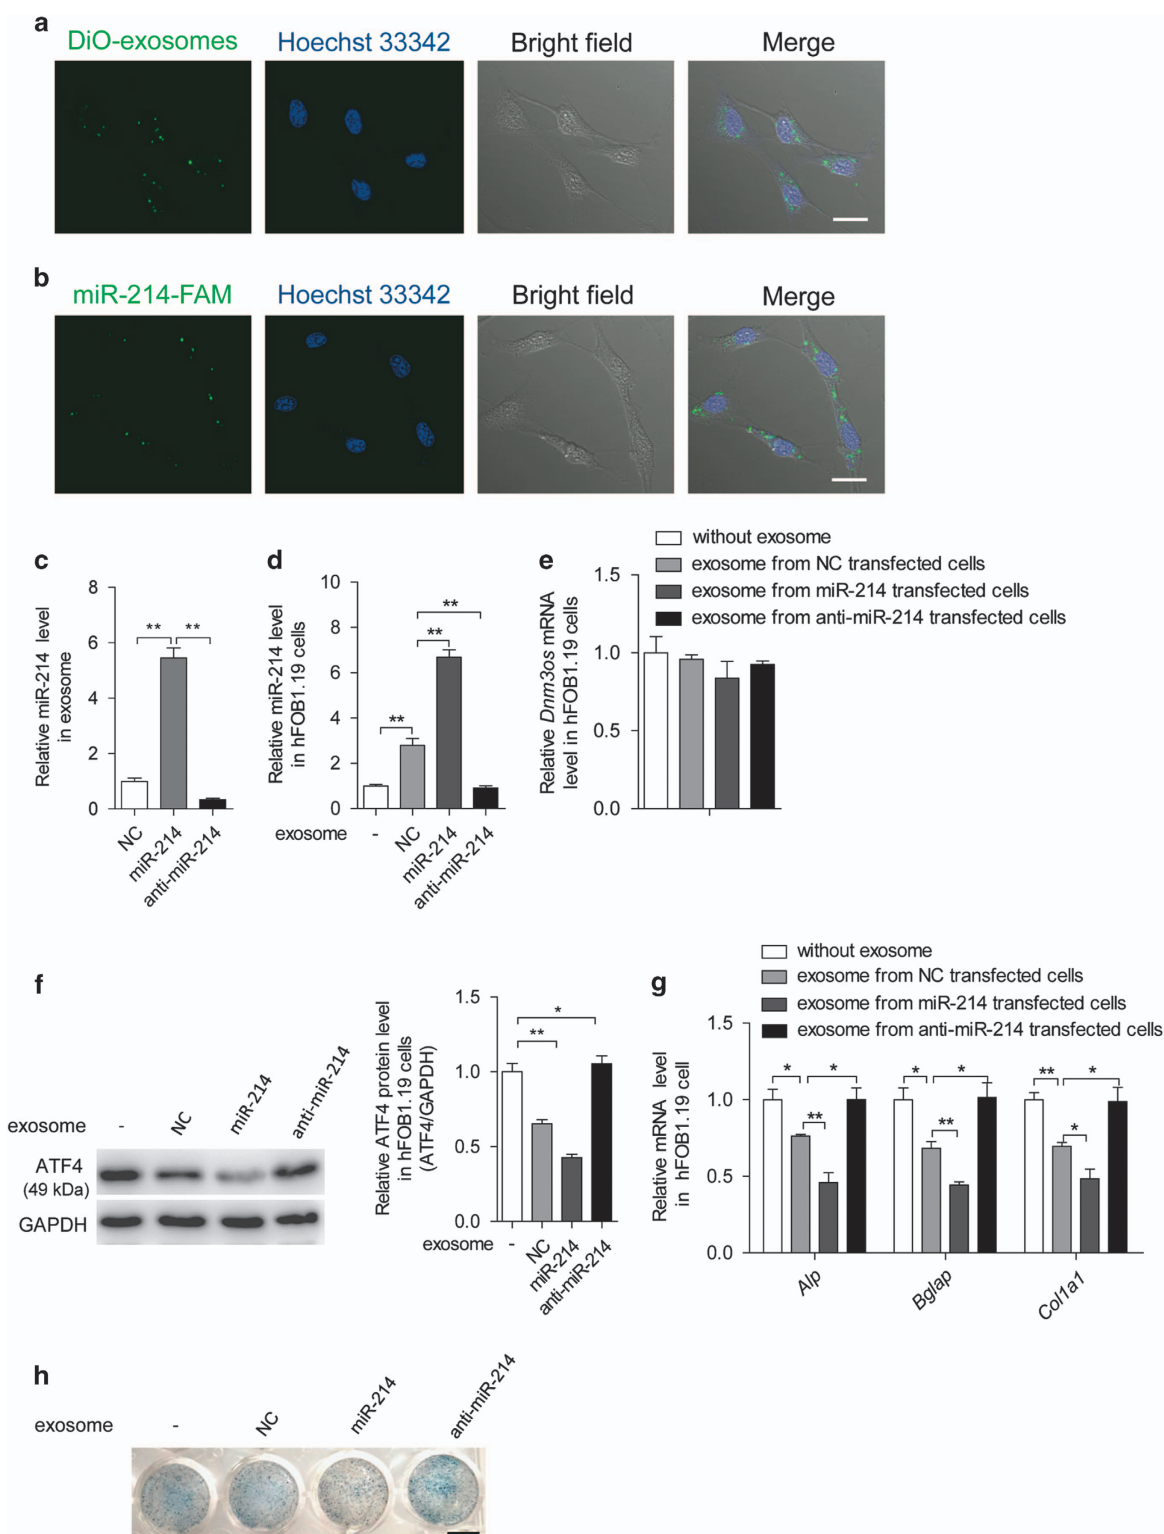 a
DiO-exosomes Hoechst 33342 Bright field Merge
b
miR-214-FAM Hoechst 33342 Bright field Merge
c
Relative miR-214 level
in exosome
8
6
4
2
0
** **
NC
miR-214
anti-miR-214
d
Relative miR-214 level
in hFOB1.19 cells
10
8
6
4
2
0
**
**
**
exosome - NC miR-214 anti-miR-214
e
without exosome
exosome from NC transfected cells
exosome from miR-214 transfected cells
exosome from anti-miR-214 transfected cells
Relative Dnm3os mRNA
level in hFOB1.19 cells
1.5
1.0
0.5
0.0
f
exosome - NC miR-214 anti-miR-214
ATF4
(49 kDa)
GAPDH
Relative ATF4 protein level
in hFOB1.19 cells
(ATF4/GAPDH)
1.5
1.0
0.5
0.0
*
**
exosome - NC miR-214 anti-miR-214
g
without exosome
exosome from NC transfected cells
exosome from miR-214 transfected cells
exosome from anti-miR-214 transfected cells
Relative mRNA level
in hFOB1.19 cell
1.5
1.0
0.5
0.0
* * * * ** *
** ** *
Alp Bglap Col1a1
h
exosome - NC miR-214 anti-miR-214